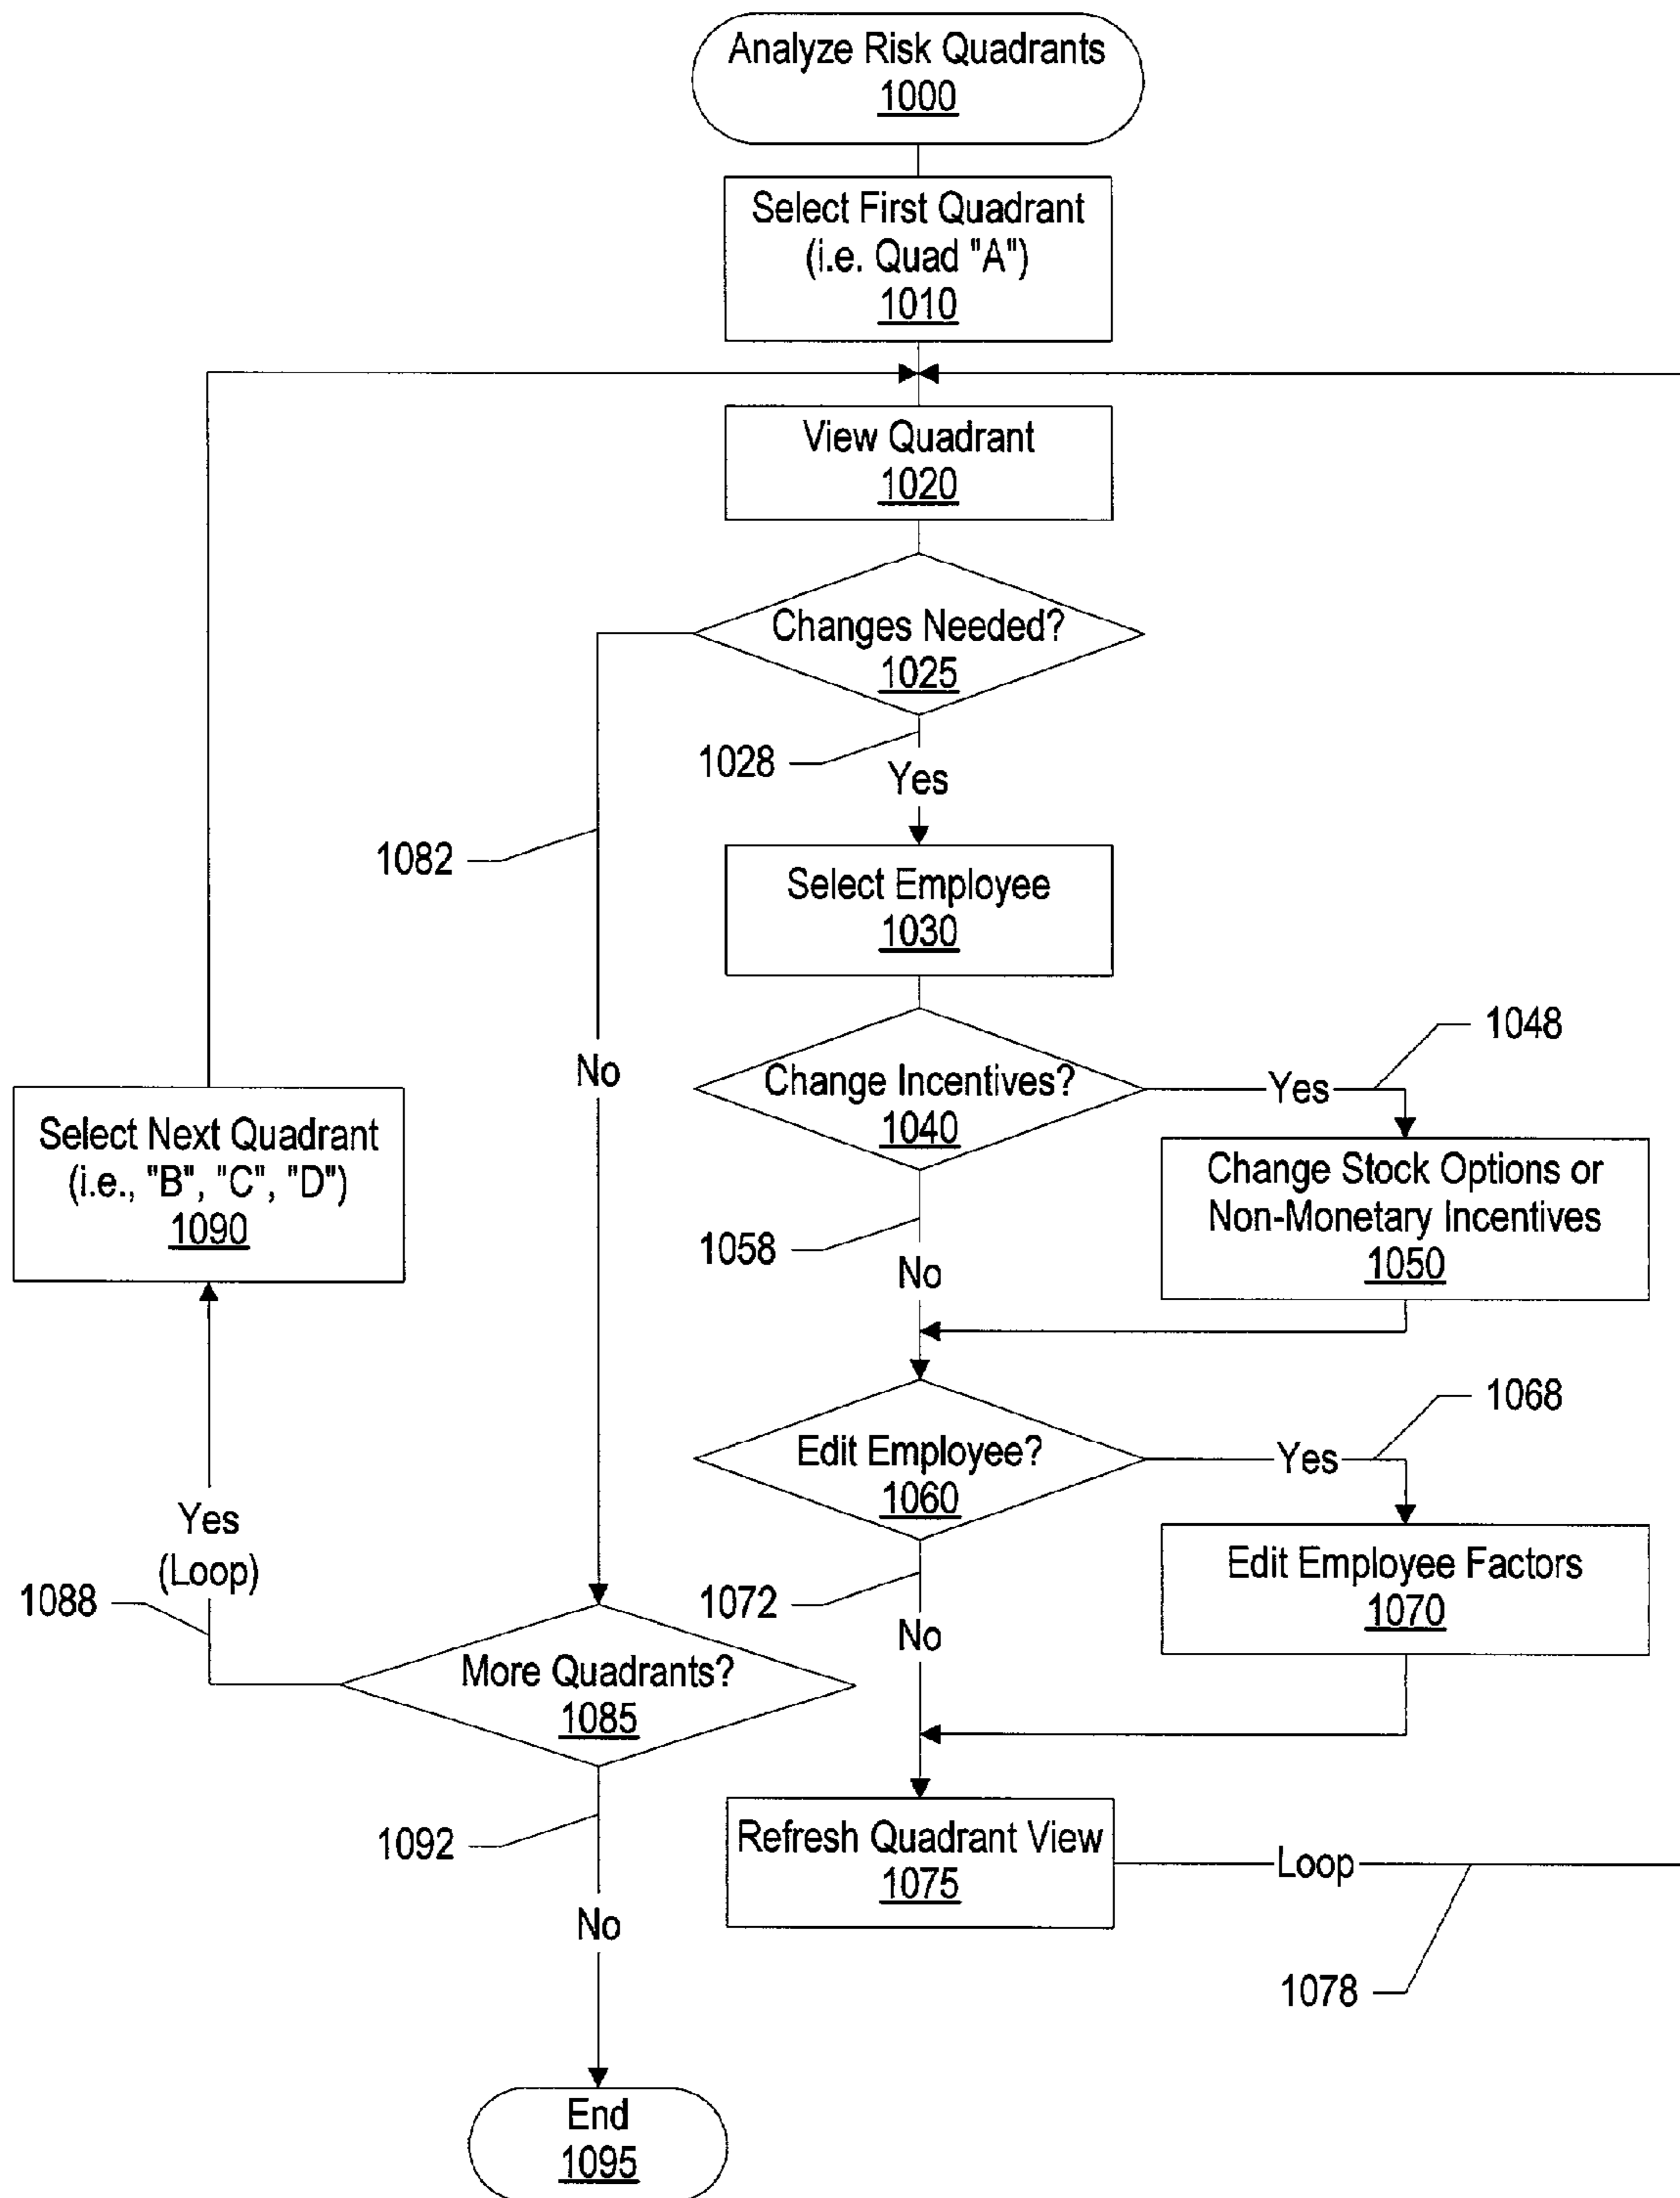 Analyze Risk Quadrants
1000
Select First Quadrant
(i.e. Quad "A")
1010
View Quadrant
1020
Changes Needed?
1025
1028
Yes
1082
No
Select Employee
1030
Change Incentives?
1040
Yes
1048
Change Stock Options or
Non-Monetary Incentives
1050
1058
No
Edit Employee?
1060
Yes
1068
Edit Employee Factors
1070
1072
No
Refresh Quadrant View
1075
Loop
1078
Select Next Quadrant
(i.e., "B", "C", "D")
1090
Yes
(Loop)
1088
More Quadrants?
1085
1092
No
End
1095